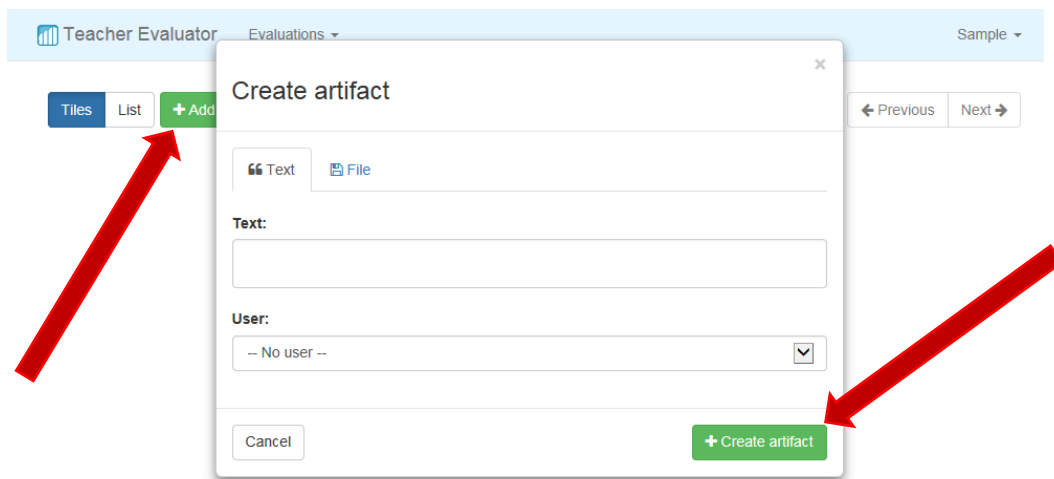 Teacher Evaluator Evaluations Sample
Create artifact
Tiles List Add Previous Next
Text File
Text:
User:
-- No user --
Cancel Create artifact